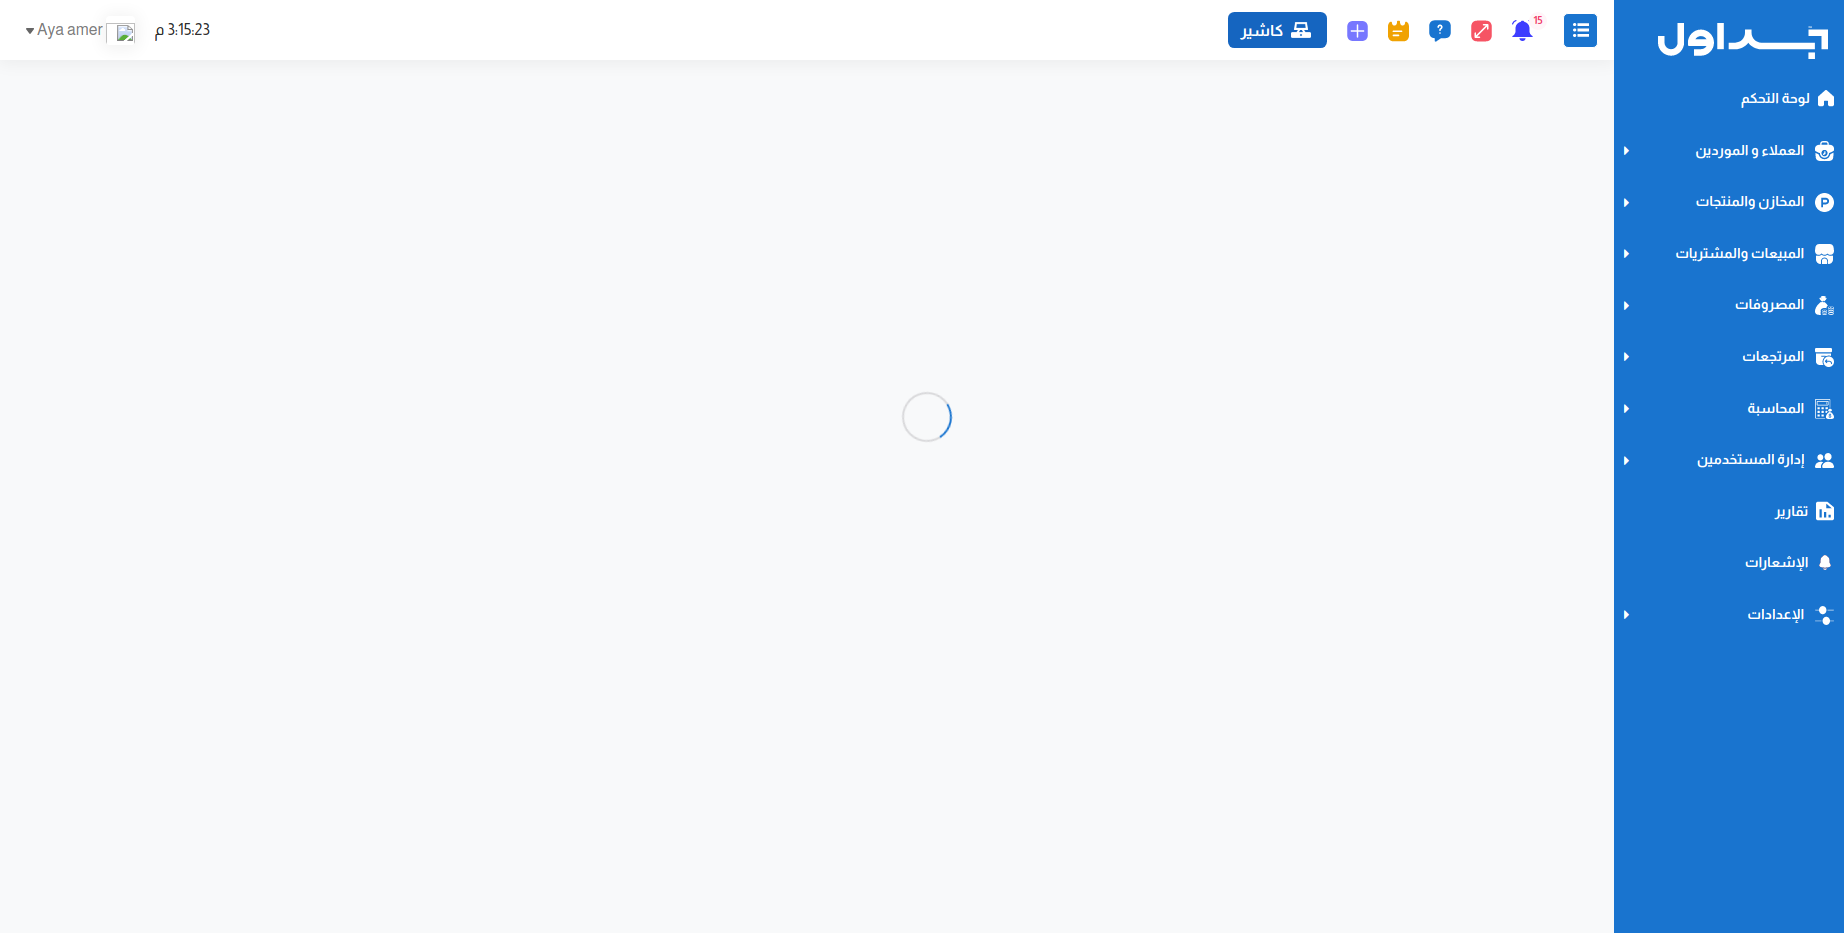 بداول
15
كاشير
3:15:23 م
Aya amer
لوحة التحكم
العملاء و الموردين
المخازن والمنتجات
المبيعات والمشتريات
المصروفات
المرتجعات
المحاسبة
إدارة المستخدمين
تقارير
الإشعارات
الإعدادات